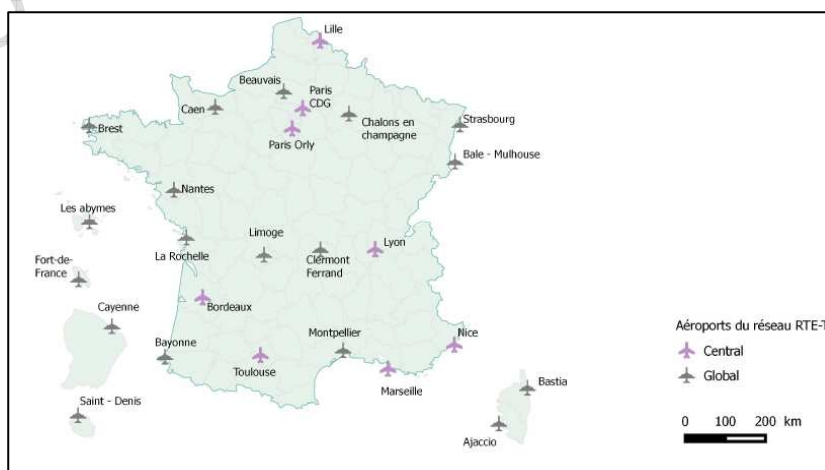 Lille
Beauvais
Paris
CDG
Caen
Chalons en
champagne
Strasbourg
Brest
Paris Orly
Bale - Mulhouse
Nantes
Les abymes
Limoge
Lyon
La Rochelle
Clermont
Ferrand
Fort-de-
France
Cayenne
Bordeaux
Bayonne
Montpellier
Nice
Toulouse
Marseille
Saint - Denis
Bastia
Ajaccio
Aéroports du réseau RTE-T
Central
Global
0 100 200 km